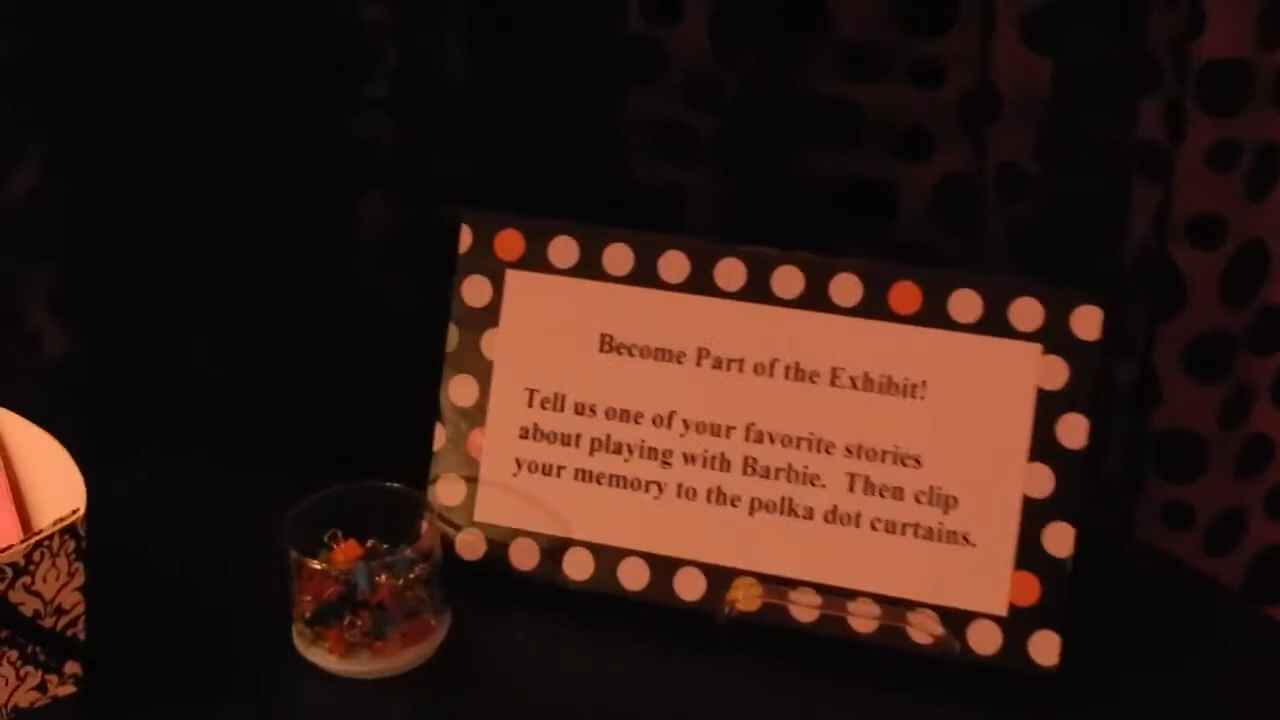 Become Part of the Exhibit!
Tell us one of your favorite stories
about playing with Barbie. Then clip
your memory to the polka dot curtains.